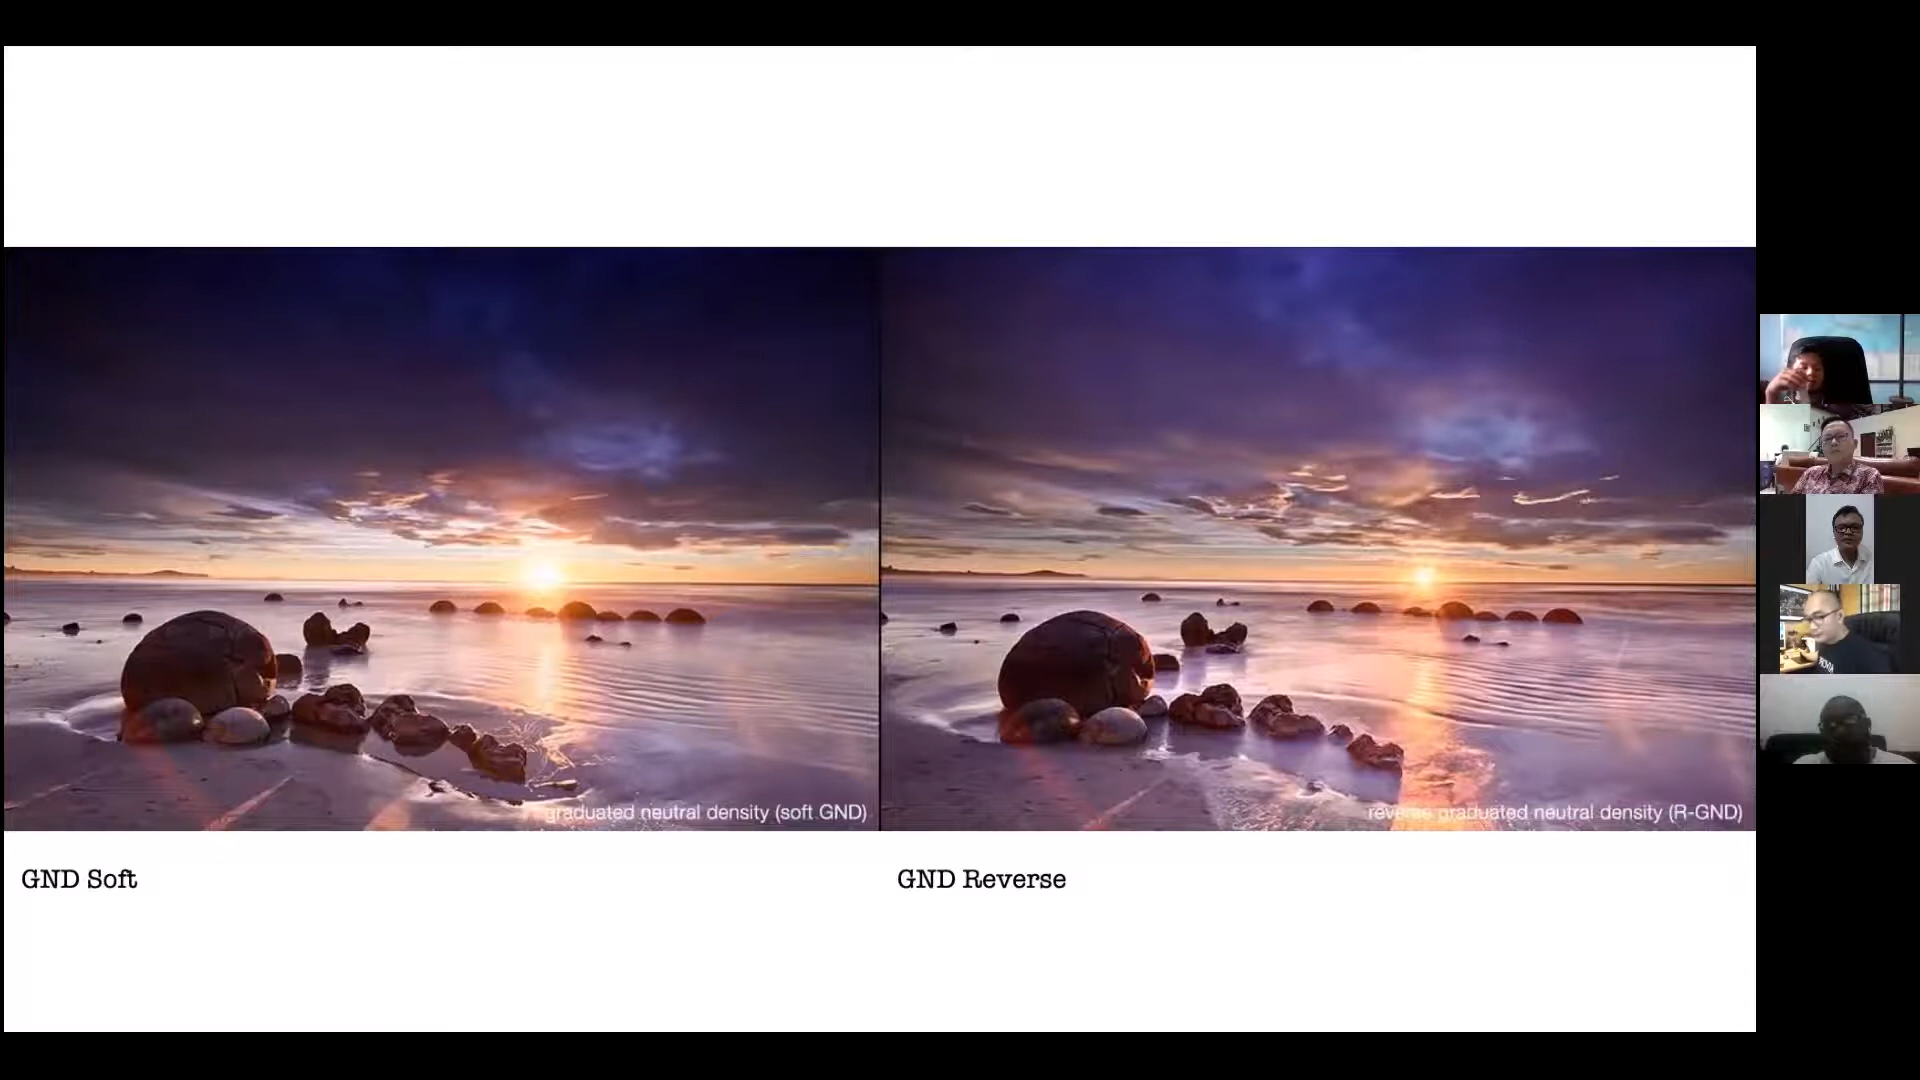 graduated neutral density (soft GND)
reverse graduated neutral density (R-GND)
GND Soft
GND Reverse